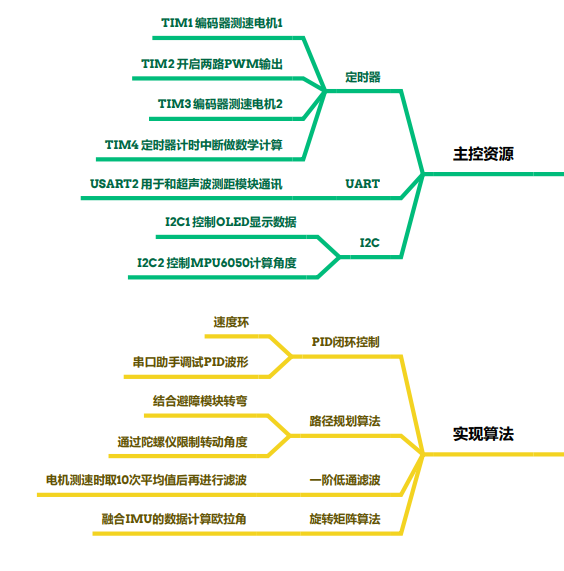 TIM1 编码器测速电机1
TIM2 开启两路PWM输出
定时器
TIM3 编码器测速电机2
TIM4 定时器计时中断做数学计算
主控资源
USART2 用于和超声波测距模块通讯
UART
I2C1 控制OLED显示数据
I2C
I2C2 控制MPU6050计算角度
速度环
PID闭环控制
串口助手调试PID波形
结合避障模块转弯
路径规划算法
实现算法
通过陀螺仪限制转动角度
电机测速时取10次平均值后再进行滤波
一阶低通滤波
融合IMU的数据计算欧拉角
旋转矩阵算法